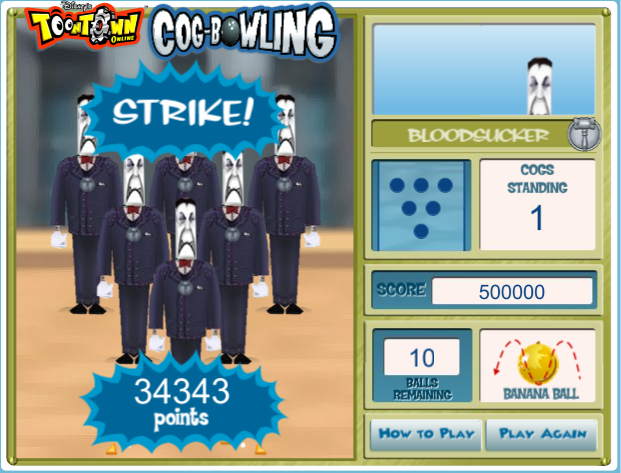 Disney's
TOONTOWN
ONLINE
COG-BOWLING
STRIKE!
34343
points
BLOODSUCKER
COGS
STANDING
1
SCORE 500000
10
BALLS
REMAINING
BANANA BALL
HOW TO PLAY
PLAY AGAIN